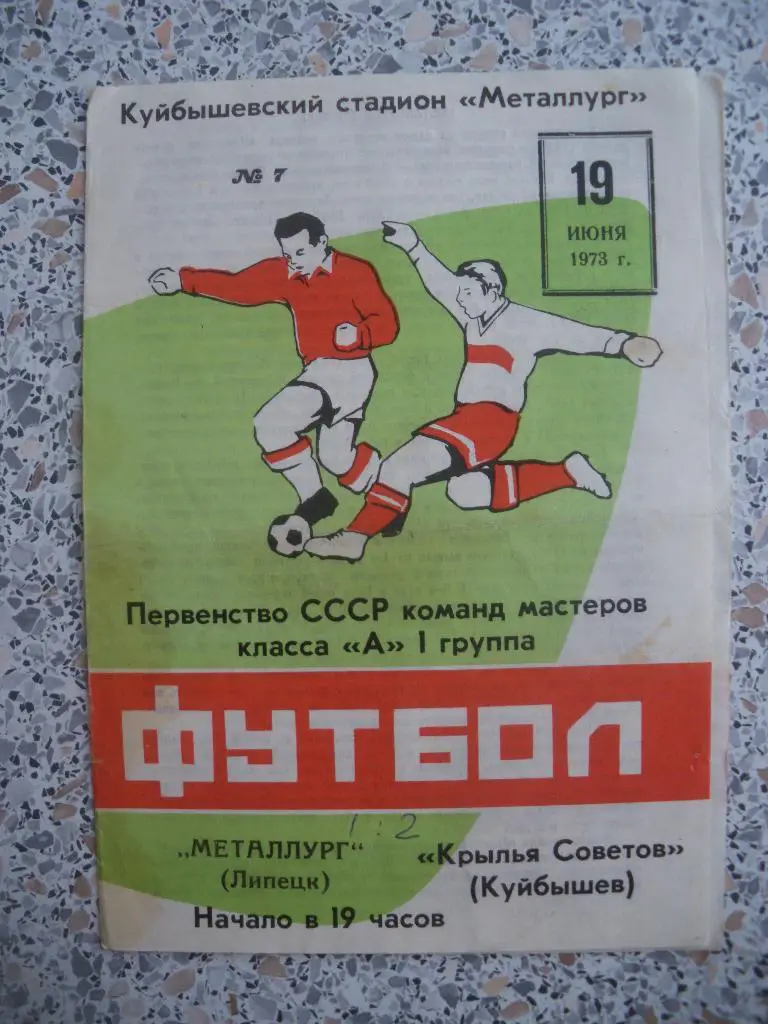 Куйбышевский стадион «Металлург»
№ 7
19
ИЮНЯ
1973 г.
Первенство СССР команд мастеров
класса «А» I группа
ФУТБОЛ
1 : 2
„МЕТАЛЛУРГ“ «Крылья Советов»
(Липецк) (Куйбышев)
Начало в 19 часов